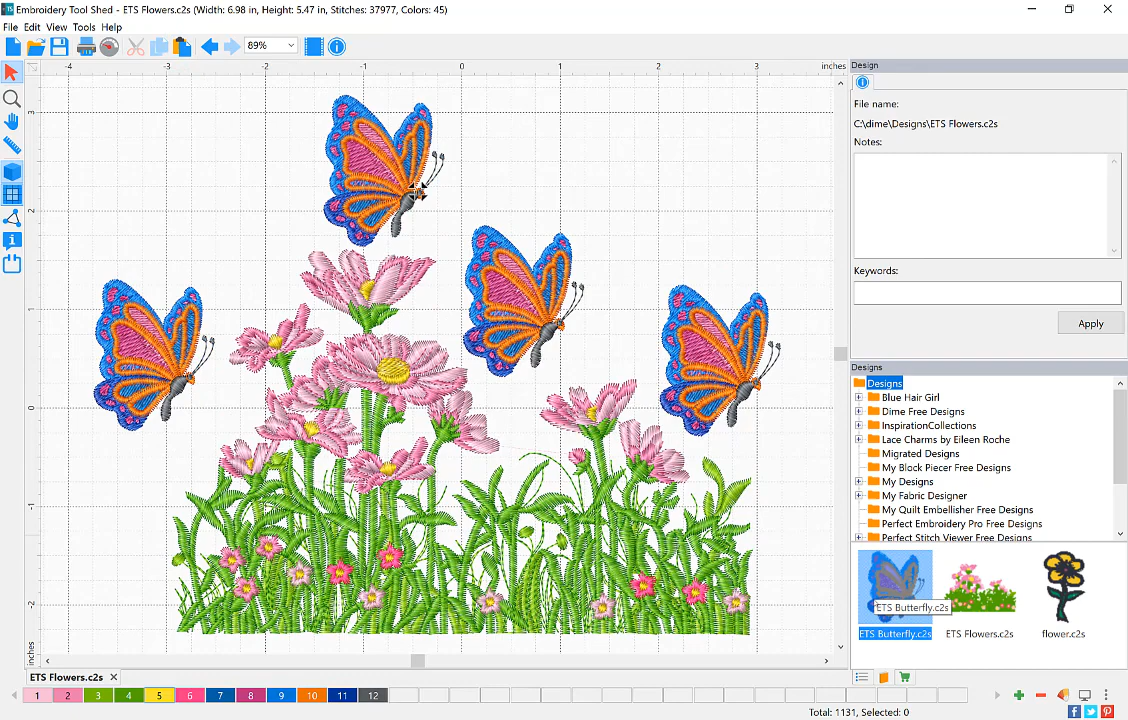 Embroidery Tool Shed - ETS Flowers.c2s (Width: 6.98 in, Height: 5.47 in, Stitches: 37977, Colors: 45)
File Edit View Tools Help
89%
-4 -3 -2 -1 0 1 2 3 inches
3
2
1
0
-1
-2
inches
Design
File name:
C:\dime\Designs\ETS Flowers.c2s
Notes:
Keywords:
Apply
Designs
Designs
Blue Hair Girl
Dime Free Designs
InspirationCollections
Lace Charms by Eileen Roche
Migrated Designs
My Block Piecer Free Designs
My Designs
My Fabric Designer
My Quilt Embellisher Free Designs
Perfect Embroidery Pro Free Designs
Perfect Stitch Viewer Free Designs
ETS Butterfly.c2s
ETS Butterfly.c2s ETS Flowers.c2s flower.c2s
ETS Flowers.c2s
1 2 3 4 5 6 7 8 9 10 11 12
Total: 1131, Selected: 0